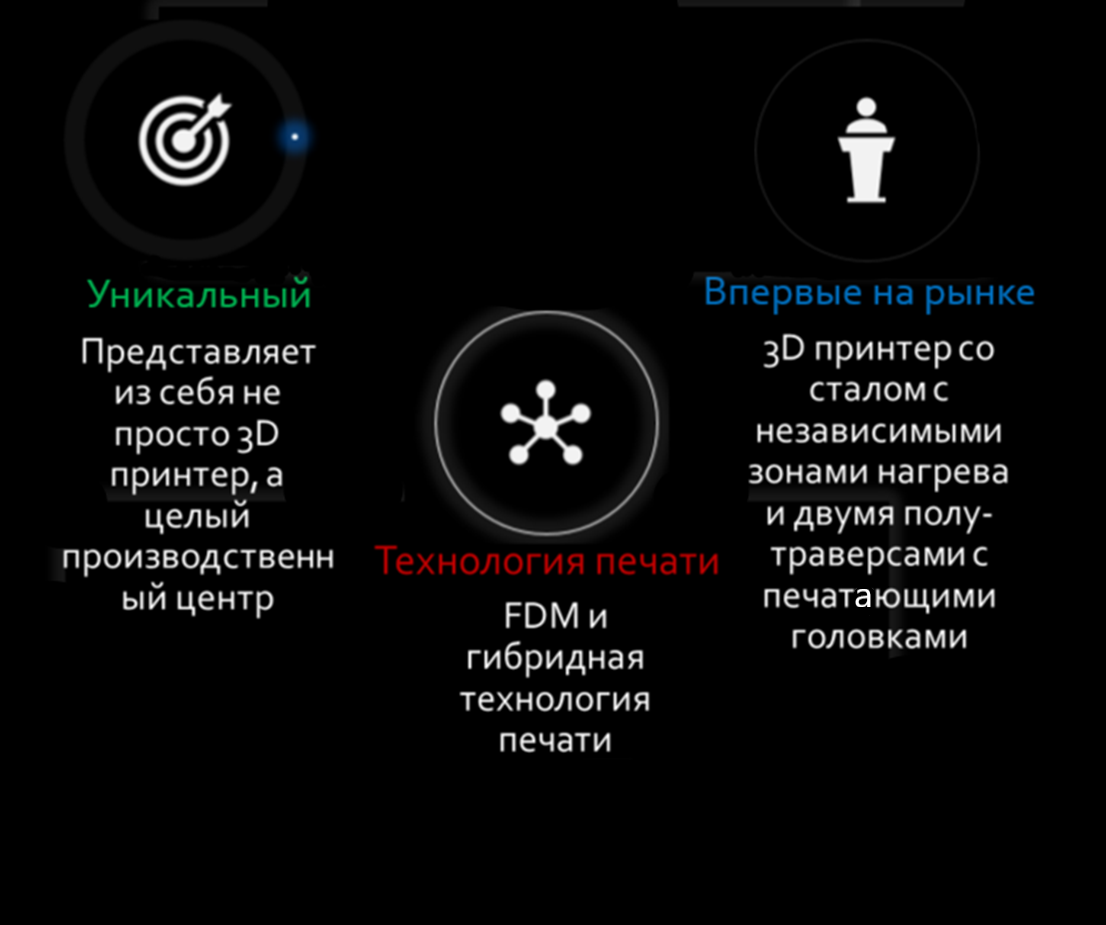 Уникальный
Представляет
из себя не
просто 3D
принтер, а
целый
производственн
ый центр
Технология печати
FDM и
гибридная
технология
печати
Впервые на рынке
3D принтер со
сталом с
независимыми
зонами нагрева
и двумя полу-
траверсами с
печатающими
головками